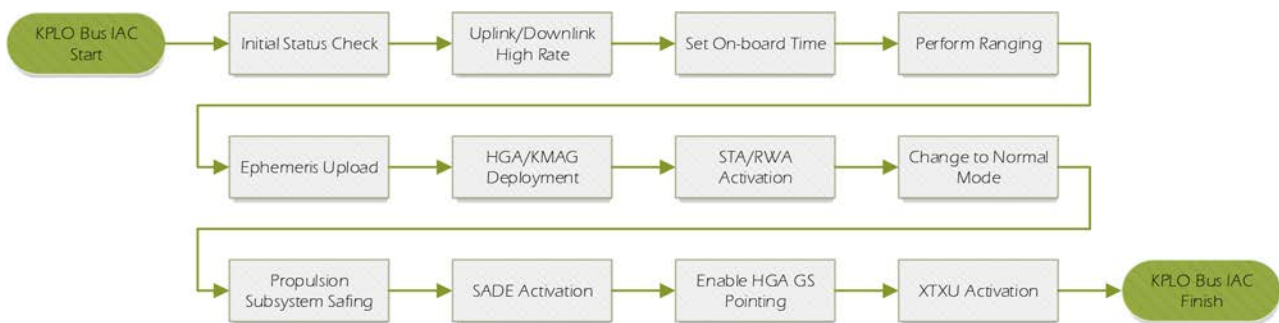 KPLO Bus IAC
Start
Initial Status Check
Uplink/Downlink
High Rate
Set On-board Time
Perform Ranging
Ephemeris Upload
HGA/KMAG
Deployment
STA/RWA
Activation
Change to Normal
Mode
Propulsion
Subsystem Safing
SADE Activation
Enable HGA GS
Pointing
XTXU Activation
KPLO Bus IAC
Finish